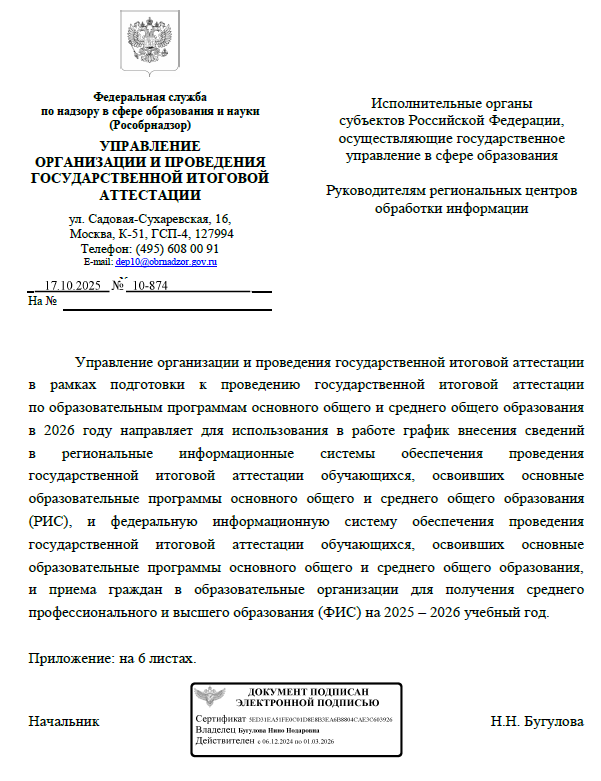 Федеральная служба
по надзору в сфере образования и науки
(Рособрнадзор)
УПРАВЛЕНИЕ
ОРГАНИЗАЦИИ И ПРОВЕДЕНИЯ
ГОСУДАРСТВЕННОЙ ИТОГОВОЙ
АТТЕСТАЦИИ
ул. Садовая-Сухаревская, 16,
Москва, К-51, ГСП-4, 127994
Телефон: (495) 608 00 91
E-mail: dep10@obrnadzor.gov.ru
17.10.2025 № 10-874
На №
Исполнительные органы
субъектов Российской Федерации,
осуществляющие государственное
управление в сфере образования
Руководителям региональных центров
обработки информации
Управление организации и проведения государственной итоговой аттестации
в рамках подготовки к проведению государственной итоговой аттестации
по образовательным программам основного общего и среднего общего образования
в 2026 году направляет для использования в работе график внесения сведений
в региональные информационные системы обеспечения проведения
государственной итоговой аттестации обучающихся, освоивших основные
образовательные программы основного общего и среднего общего образования
(РИС), и федеральную информационную систему обеспечения проведения
государственной итоговой аттестации обучающихся, освоивших основные
образовательные программы основного общего и среднего общего образования,
и приема граждан в образовательные организации для получения среднего
профессионального и высшего образования (ФИС) на 2025 – 2026 учебный год.
Приложение: на 6 листах.
Начальник
ДОКУМЕНТ ПОДПИСАН
ЭЛЕКТРОННОЙ ПОДПИСЬЮ
Сертификат 5ED31EA51FE0C01D8E8B3EA6B8804CAE3C603926
Владелец Бугулова Нино Нодаровна
Действителен с 06.12.2024 по 01.03.2026
Н.Н. Бугулова